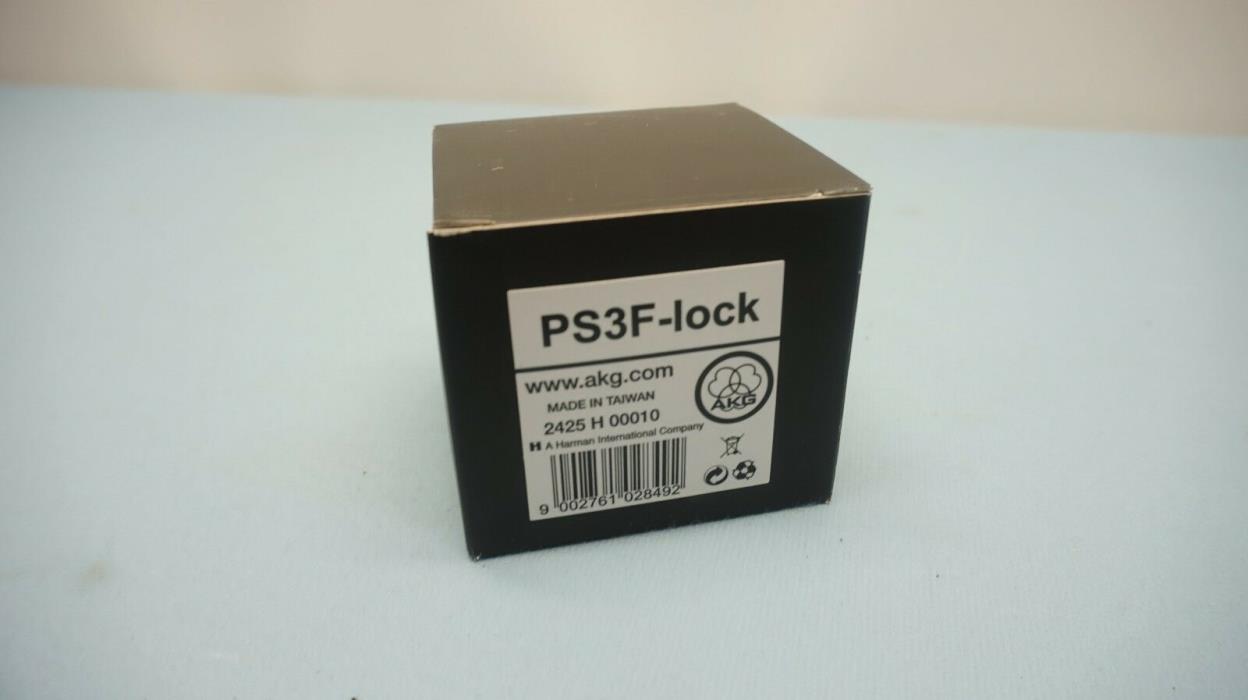 PS3F-lock
www.akg.com
MADE IN TAIWAN
2425 H 00010
H A Harman International Company
AKG
9 002761 028492